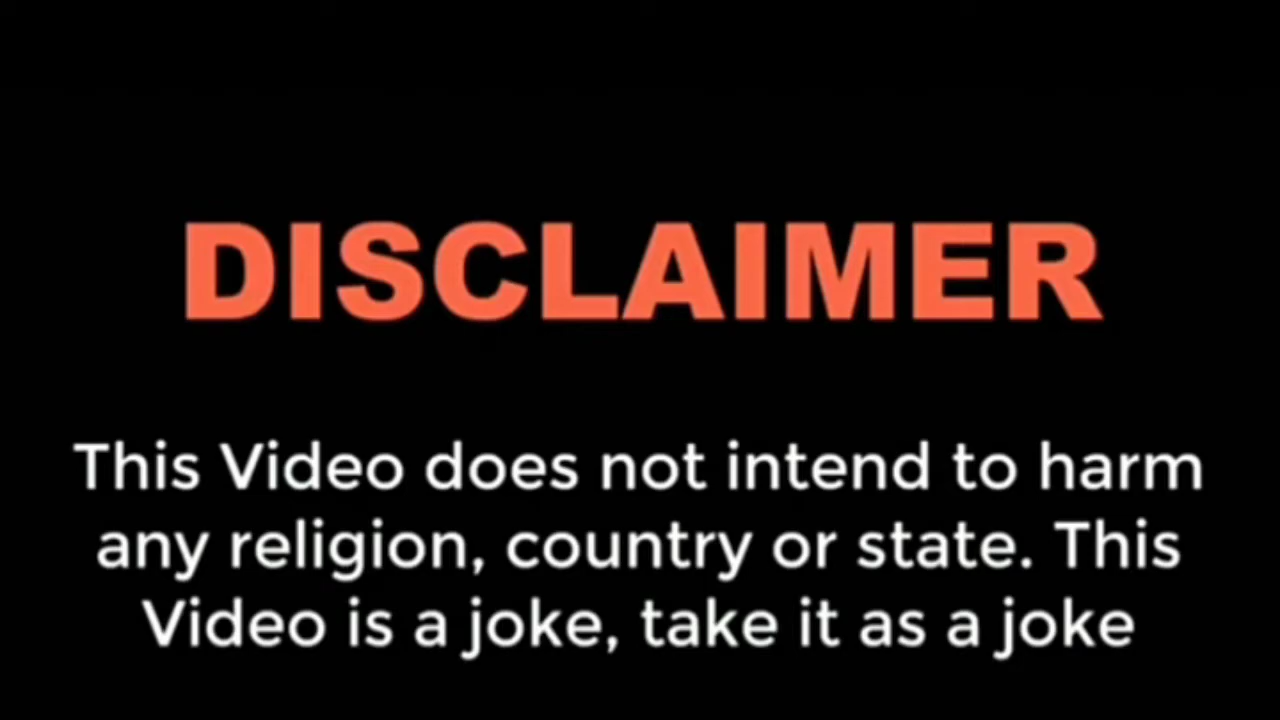 DISCLAIMER
This Video does not intend to harm
any religion, country or state. This
Video is a joke, take it as a joke